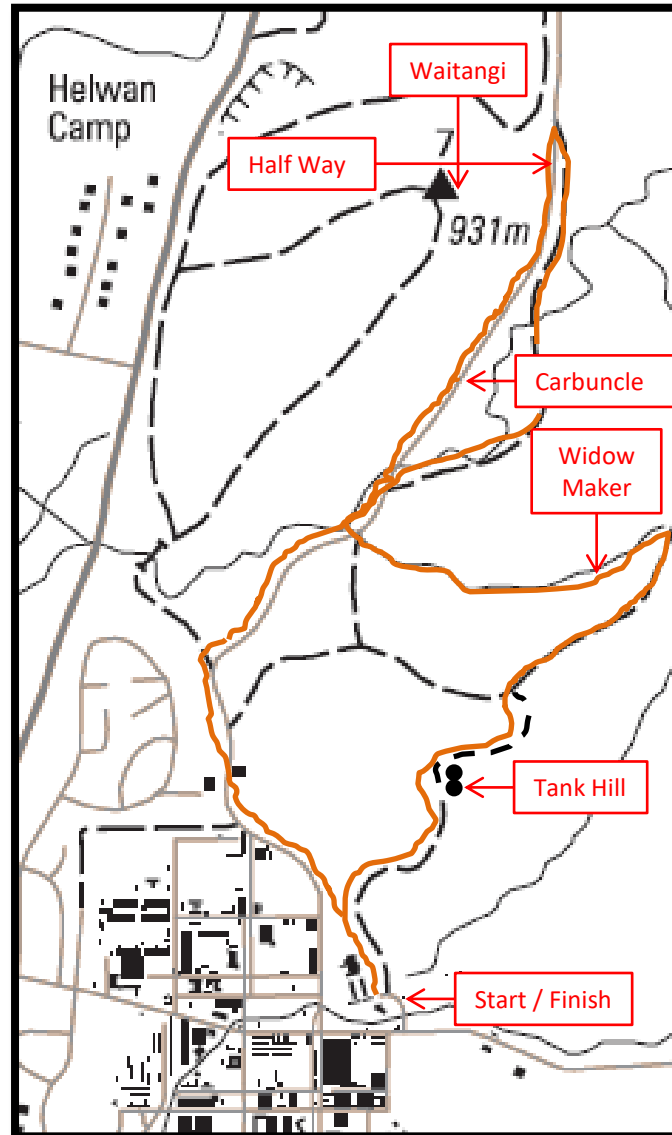 Waitangi
Helwan
Camp
7
Half Way
931m
Carbuncle
Widow
Maker
Tank Hill
Start / Finish